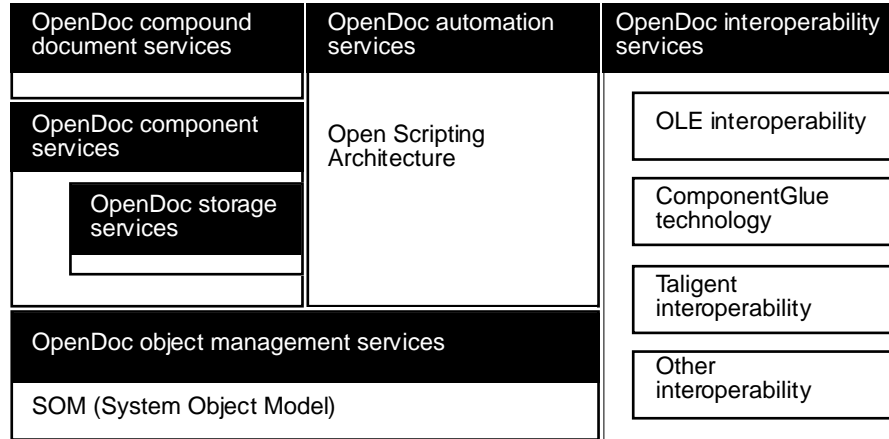 OpenDoc compound
document services
OpenDoc component
services
OpenDoc storage
services
OpenDoc automation
services
Open Scripting
Architecture
OpenDoc object management services
SOM (System Object Model)
OpenDoc interoperability
services
OLE interoperability
ComponentGlue
technology
Taligent
interoperability
Other
interoperability